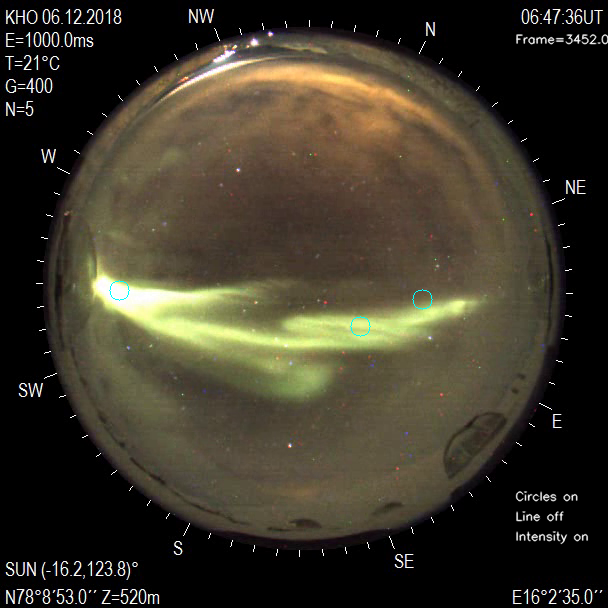 KHO 06.12.2018
E=1000.0ms
T=21°C
G=400
N=5
06:47:36UT
Frame=3452.0
NW
N
W
NE
SW
E
S
SE
Circles on
Line off
Intensity on
SUN (-16.2,123.8)°
N78°8'53.0'' Z=520m
E16°2'35.0''